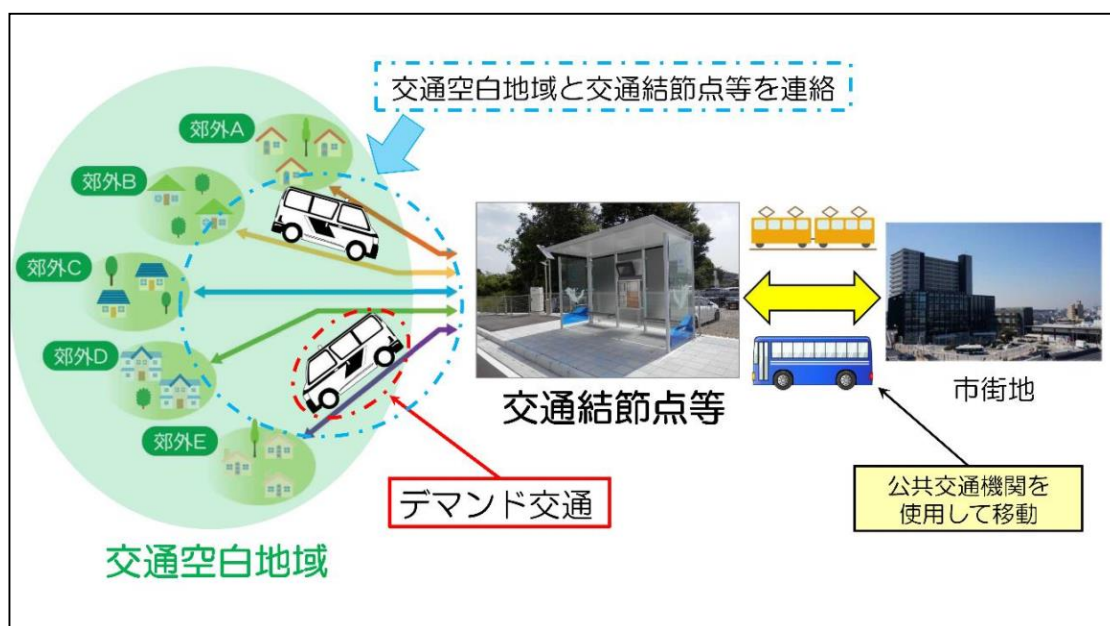 交通空白地域と交通結節点等を連絡
郊外A
郊外B
郊外C
郊外D
郊外E
交通結節点等
市街地
デマンド交通
公共交通機関を
使用して移動
交通空白地域